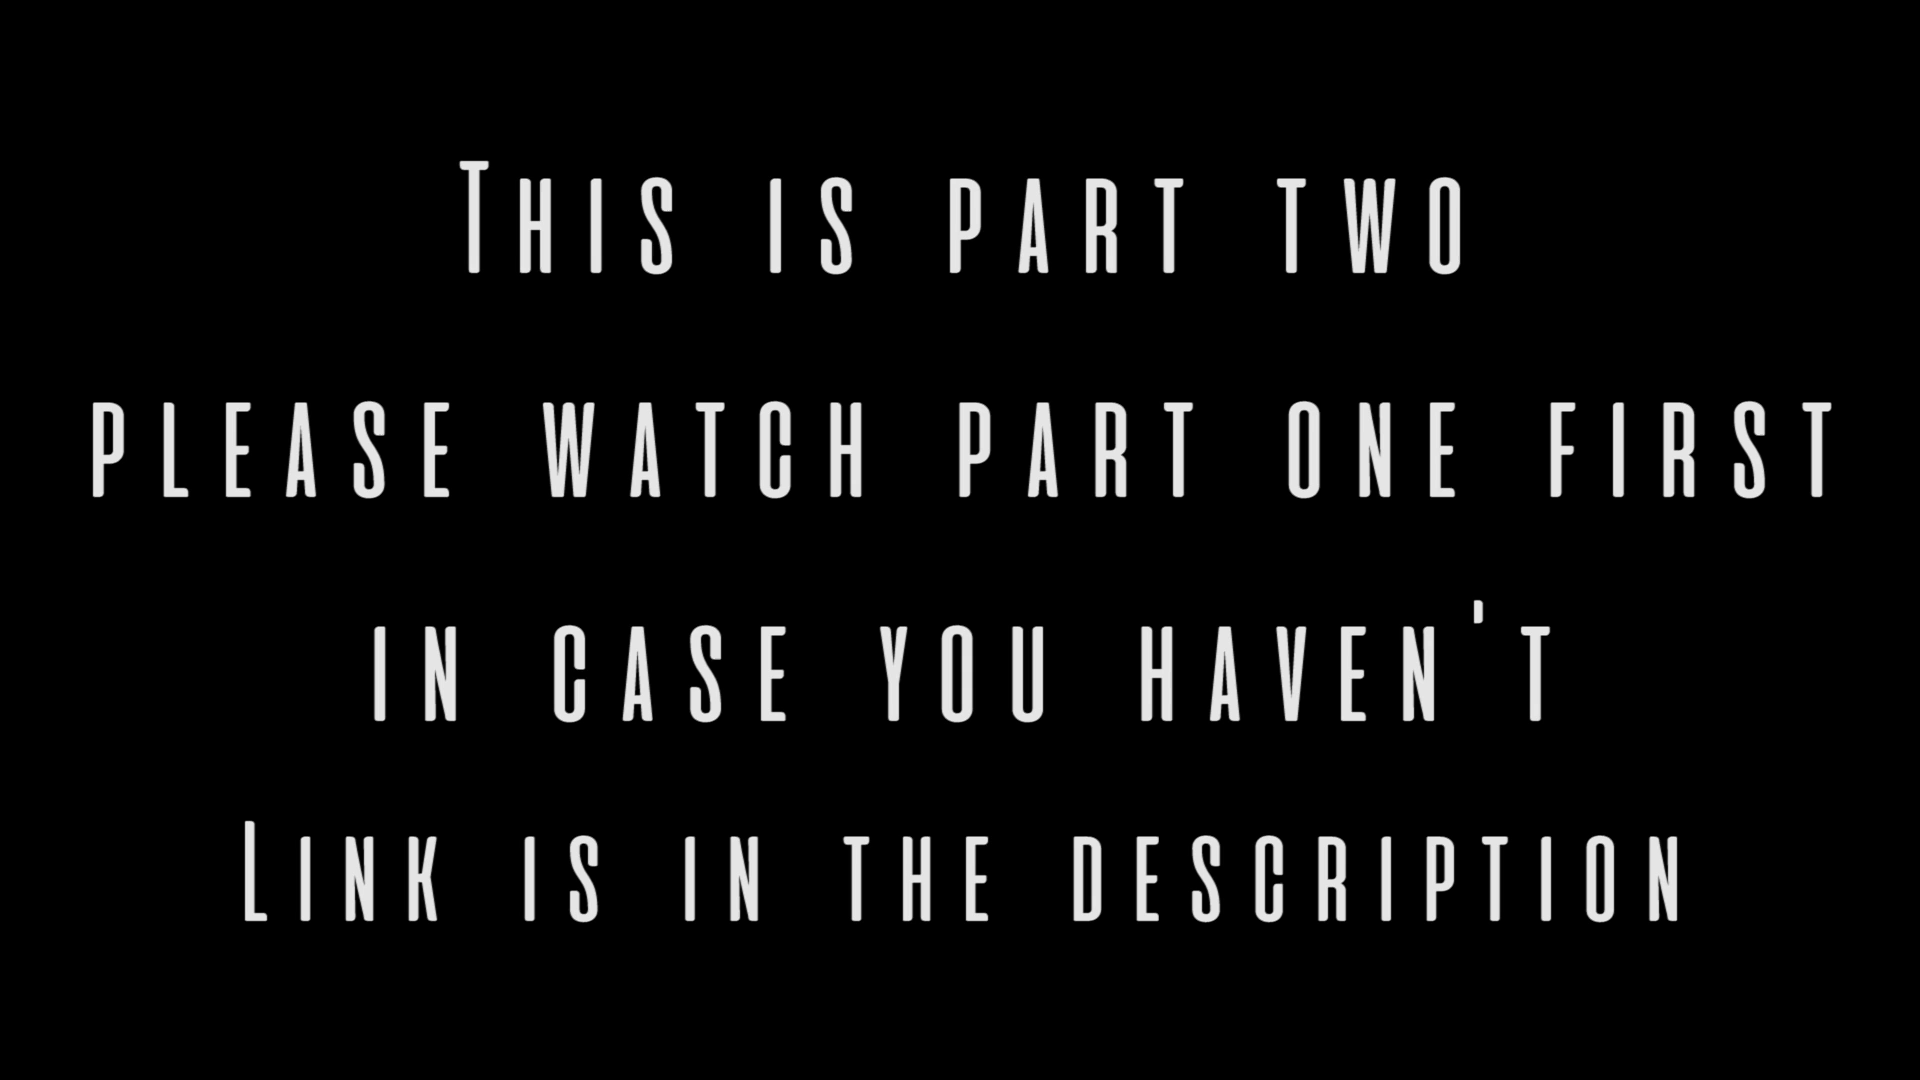 This is part two
please watch part one first
in case you haven't
Link is in the description